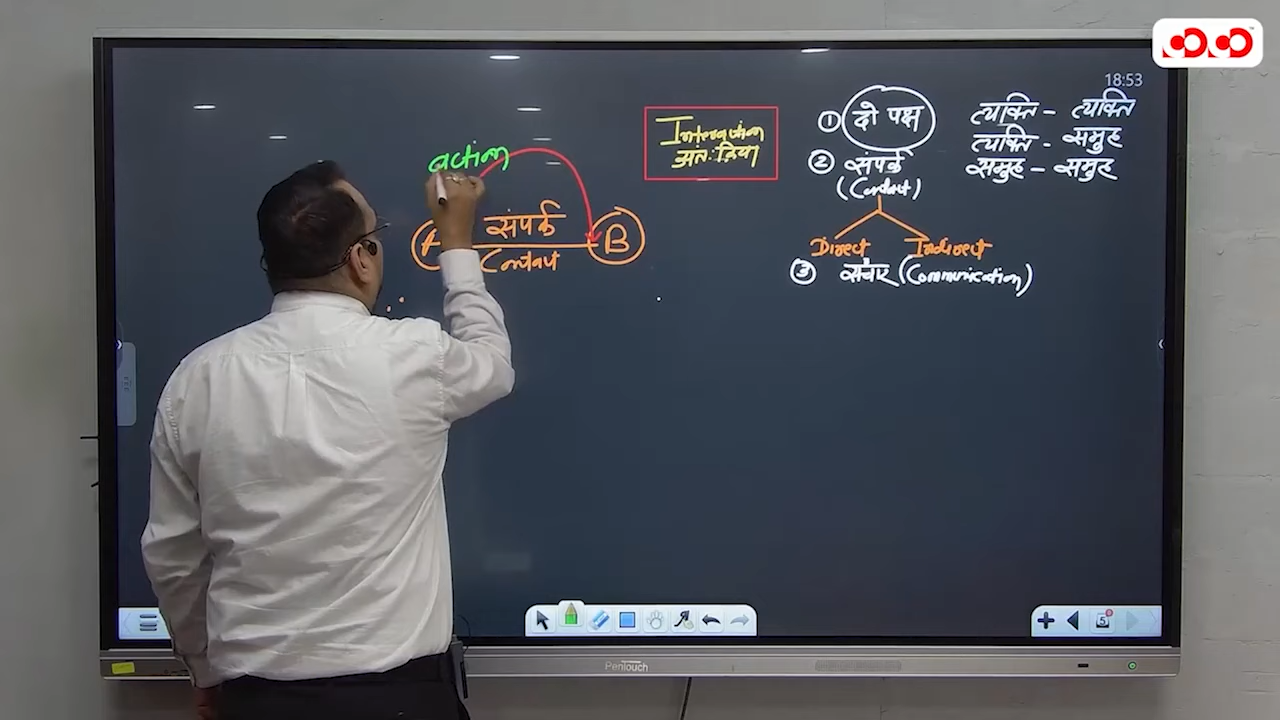 18:53
action
A संपर्क B
Contact
Interaction
अंतःक्रिया
① दो पक्ष
व्यक्ति - व्यक्ति
व्यक्ति - समुह
समुह - समुह
② संपर्क
(Contact)
Direct Indirect
③ संचार (Communication)
5
Pentouch